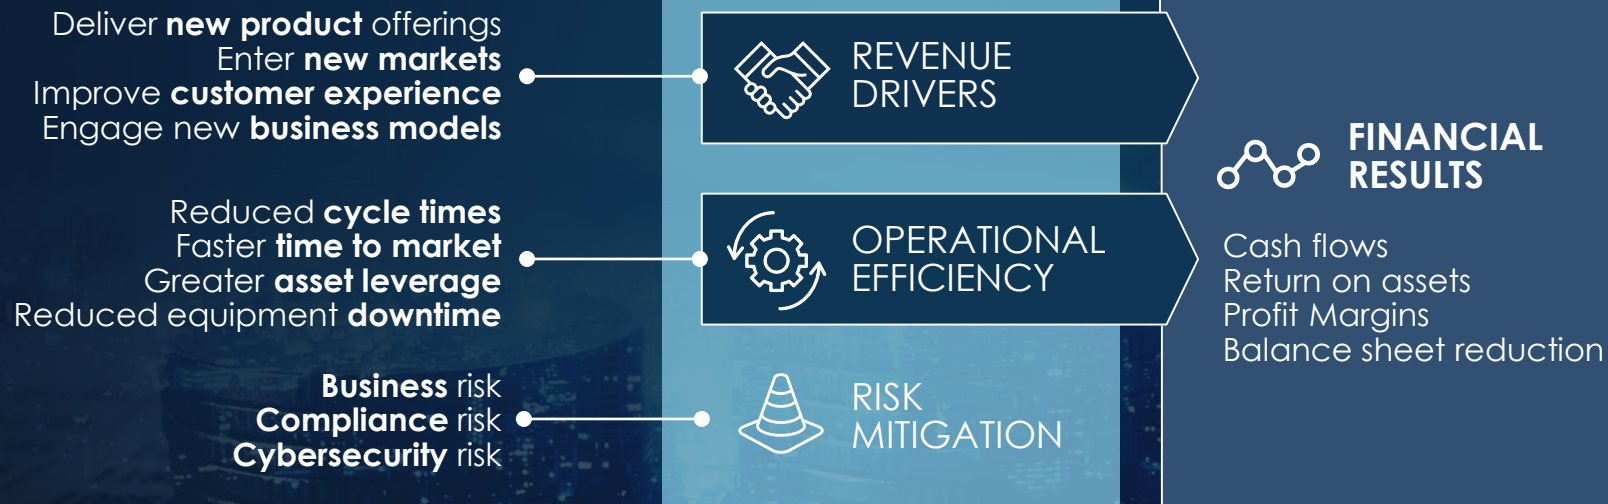 Deliver new product offerings
Enter new markets
Improve customer experience
Engage new business models
REVENUE
DRIVERS
Reduced cycle times
Faster time to market
Greater asset leverage
Reduced equipment downtime
OPERATIONAL
EFFICIENCY
Business risk
Compliance risk
Cybersecurity risk
RISK
MITIGATION
FINANCIAL
RESULTS
Cash flows
Return on assets
Profit Margins
Balance sheet reduction